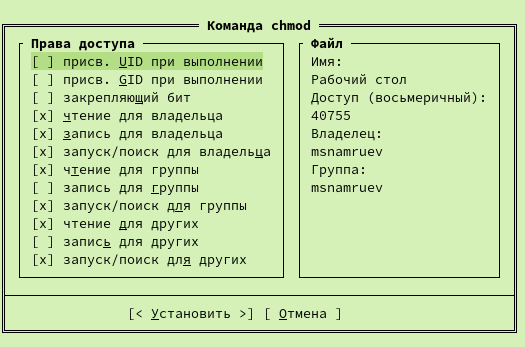 Команда chmod
Права доступа
[ ] присв. UID при выполнении
[ ] присв. GID при выполнении
[ ] закрепляющий бит
[x] чтение для владельца
[x] запись для владельца
[x] запуск/поиск для владельца
[x] чтение для группы
[ ] запись для группы
[x] запуск/поиск для группы
[x] чтение для других
[ ] запись для других
[x] запуск/поиск для других
Файл
Имя:
Рабочий стол
Доступ (восьмеричный):
40755
Владелец:
msnamruev
Группа:
msnamruev
[< Установить >] [ Отмена ]